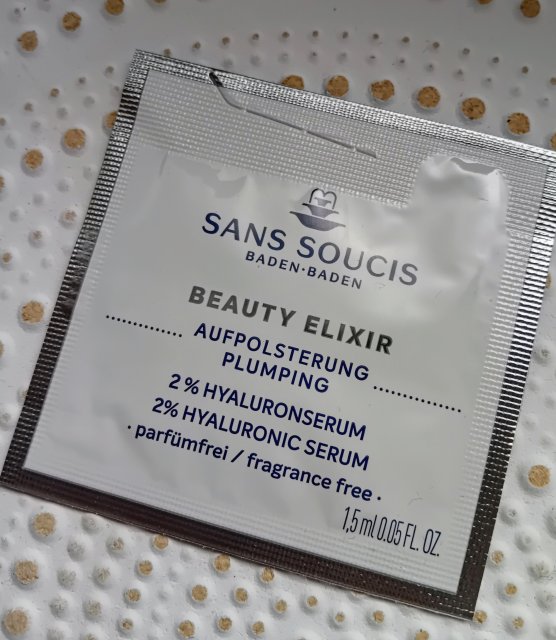 SANS SOUCIS
BADEN·BADEN
BEAUTY ELIXIR
AUFPOLSTERUNG
PLUMPING
2 % HYALURONSERUM
2% HYALURONIC SERUM
· parfümfrei / fragrance free ·
1,5 ml 0.05 FL. OZ.